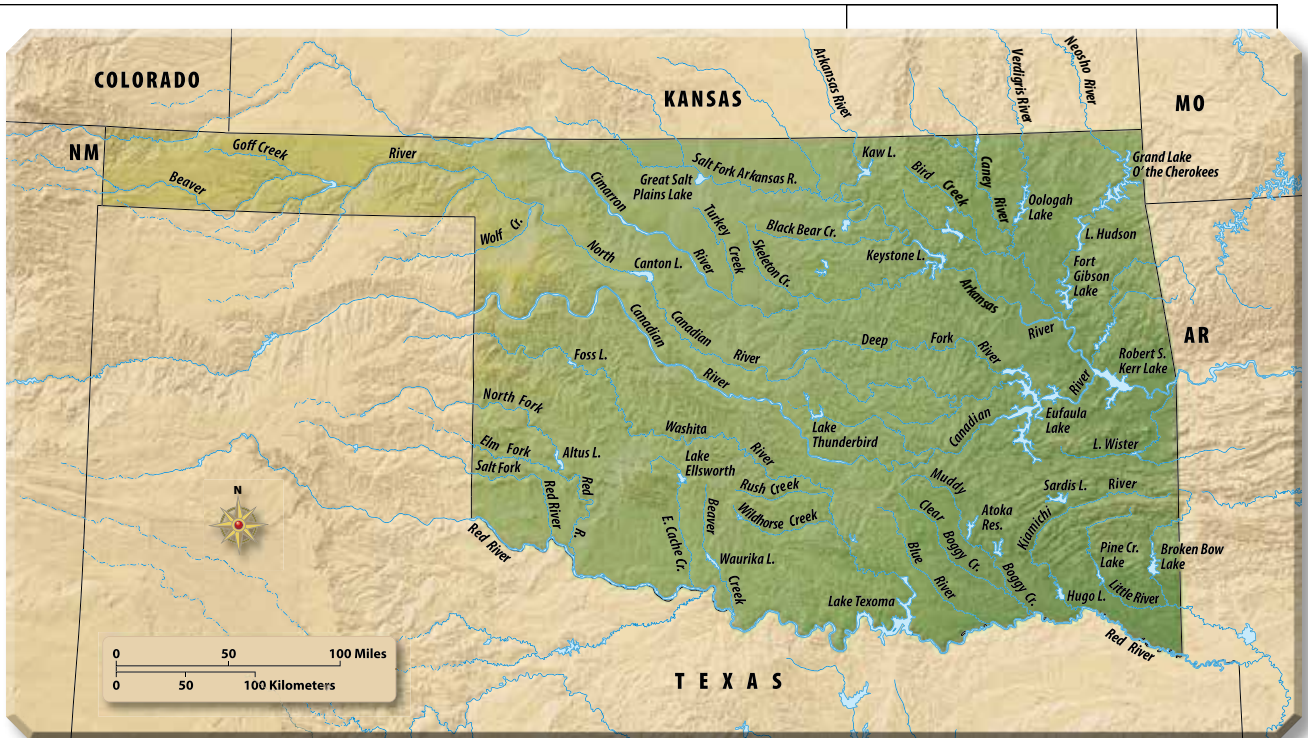 COLORADO
KANSAS
MO
NM
AR
TEXAS
Arkansas River
Verdigris River
Neosho River
Goff Creek
River
Beaver
Salt Fork Arkansas R.
Kaw L.
Bird
Creek
Caney
River
Grand Lake
O' the Cherokees
Great Salt
Plains Lake
Cimarron
River
Oologah
Lake
Wolf Cr.
Turkey
Creek
Black Bear Cr.
Skeleton Cr.
L. Hudson
North
Canton L.
Keystone L.
Fort
Gibson
Lake
Arkansas
River
Canadian
Canadian
River
River
Deep Fork
River
Foss L.
Robert S.
Kerr Lake
River
North Fork
Washita
River
Lake
Thunderbird
Canadian
Eufaula
Lake
Elm Fork
Salt Fork
Altus L.
Lake
Ellsworth
L. Wister
Red River
Red
R.
Rush Creek
Wildhorse Creek
Beaver
Creek
E. Cache Cr.
Muddy
Boggy Cr.
Clear
Boggy Cr.
Atoka
Res.
Sardis L.
River
Kiamichi
N
Red River
Waurika L.
Blue
River
Pine Cr.
Lake
Broken Bow
Lake
Lake Texoma
Hugo L.
Little River
Red River
0 50 100 Miles
0 50 100 Kilometers